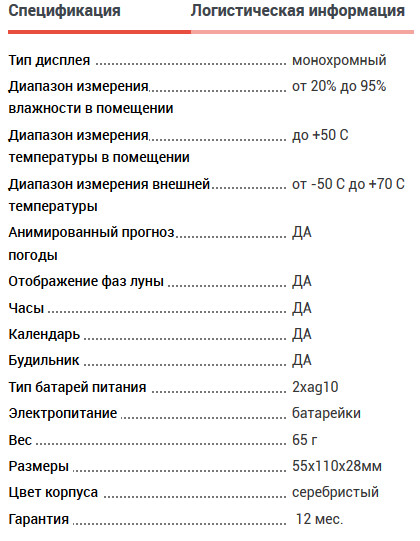 Спецификация Логистическая информация
Тип дисплея монохромный
Диапазон измерения от 20% до 95%
влажности в помещении
Диапазон измерения до +50 С
температуры в помещении
Диапазон измерения внешней от -50 С до +70 С
температуры
Анимированный прогноз ДА
погоды
Отображение фаз луны ДА
Часы ДА
Календарь ДА
Будильник ДА
Тип батарей питания 2xag10
Электропитание батарейки
Вес 65 г
Размеры 55x110x28мм
Цвет корпуса серебристый
Гарантия 12 мес.